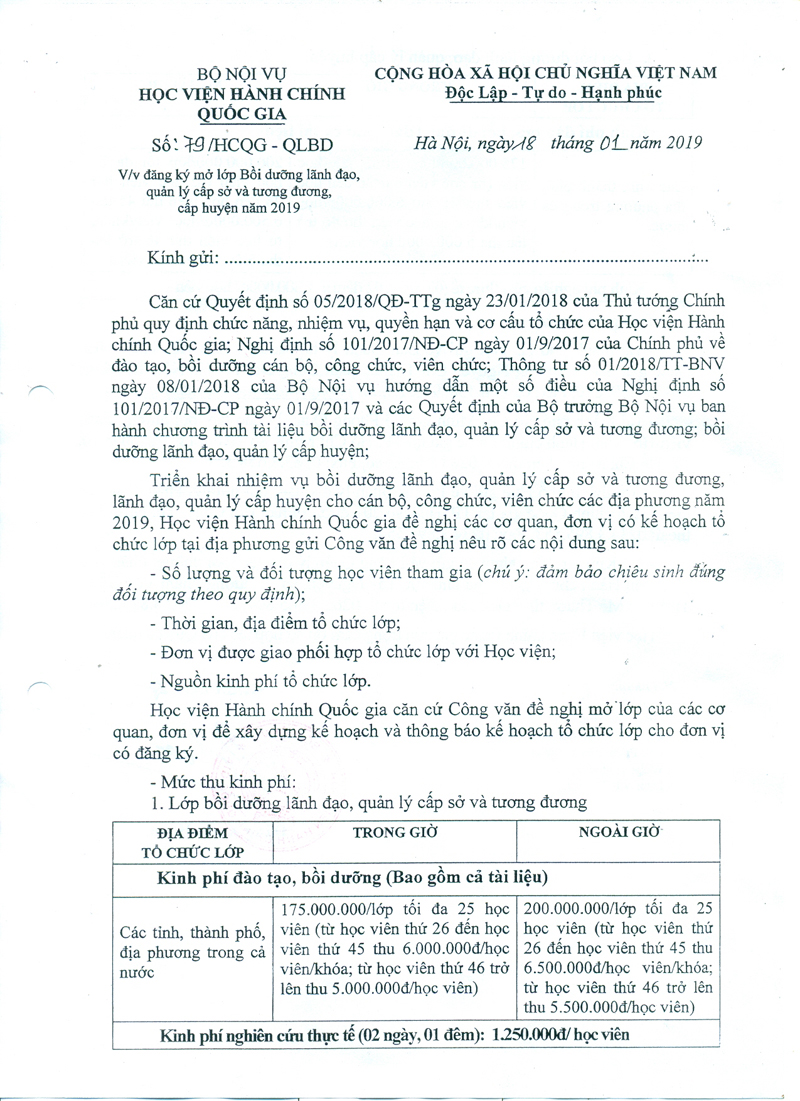 BỘ NỘI VỤ
HỌC VIỆN HÀNH CHÍNH
QUỐC GIA
Số: 79/HCQG - QLBD
V/v đăng ký mở lớp Bồi dưỡng lãnh đạo,
quản lý cấp sở và tương đương,
cấp huyện năm 2019
CỘNG HÒA XÃ HỘI CHỦ NGHĨA VIỆT NAM
Độc Lập - Tự do - Hạnh phúc
Hà Nội, ngày 18 tháng 01 năm 2019
Kính gửi: ....................................................................................
Căn cứ Quyết định số 05/2018/QĐ-TTg ngày 23/01/2018 của Thủ tướng Chính
phủ quy định chức năng, nhiệm vụ, quyền hạn và cơ cấu tổ chức của Học viện Hành
chính Quốc gia; Nghị định số 101/2017/NĐ-CP ngày 01/9/2017 của Chính phủ về
đào tạo, bồi dưỡng cán bộ, công chức, viên chức; Thông tư số 01/2018/TT-BNV
ngày 08/01/2018 của Bộ Nội vụ hướng dẫn một số điều của Nghị định số
101/2017/NĐ-CP ngày 01/9/2017 và các Quyết định của Bộ trưởng Bộ Nội vụ ban
hành chương trình tài liệu bồi dưỡng lãnh đạo, quản lý cấp sở và tương đương; bồi
dưỡng lãnh đạo, quản lý cấp huyện;
Triển khai nhiệm vụ bồi dưỡng lãnh đạo, quản lý cấp sở và tương đương,
lãnh đạo, quản lý cấp huyện cho cán bộ, công chức, viên chức các địa phương năm
2019, Học viện Hành chính Quốc gia đề nghị các cơ quan, đơn vị có kế hoạch tổ
chức lớp tại địa phương gửi Công văn đề nghị nêu rõ các nội dung sau:
- Số lượng và đối tượng học viên tham gia (chú ý: đảm bảo chiêu sinh đúng
đối tượng theo quy định);
- Thời gian, địa điểm tổ chức lớp;
- Đơn vị được giao phối hợp tổ chức lớp với Học viện;
- Nguồn kinh phí tổ chức lớp.
Học viện Hành chính Quốc gia căn cứ Công văn đề nghị mở lớp của các cơ
quan, đơn vị để xây dựng kế hoạch và thông báo kế hoạch tổ chức lớp cho đơn vị
có đăng ký.
- Mức thu kinh phí:
1. Lớp bồi dưỡng lãnh đạo, quản lý cấp sở và tương đương
ĐỊA ĐIỂM
TỔ CHỨC LỚP
TRONG GIỜ
NGOÀI GIỜ
Kinh phí đào tạo, bồi dưỡng (Bao gồm cả tài liệu)
Các tỉnh, thành phố,
địa phương trong cả
nước
175.000.000/lớp tối đa 25 học
viên (từ học viên thứ 26 đến học
viên thứ 45 thu 6.000.000đ/học
viên/khóa; từ học viên thứ 46 trở
lên thu 5.000.000đ/học viên)
200.000.000/lớp tối đa 25
học viên (từ học viên thứ
26 đến học viên thứ 45 thu
6.500.000đ/học viên/khóa;
từ học viên thứ 46 trở lên
thu 5.500.000đ/học viên)
Kinh phí nghiên cứu thực tế (02 ngày, 01 đêm): 1.250.000đ/ học viên